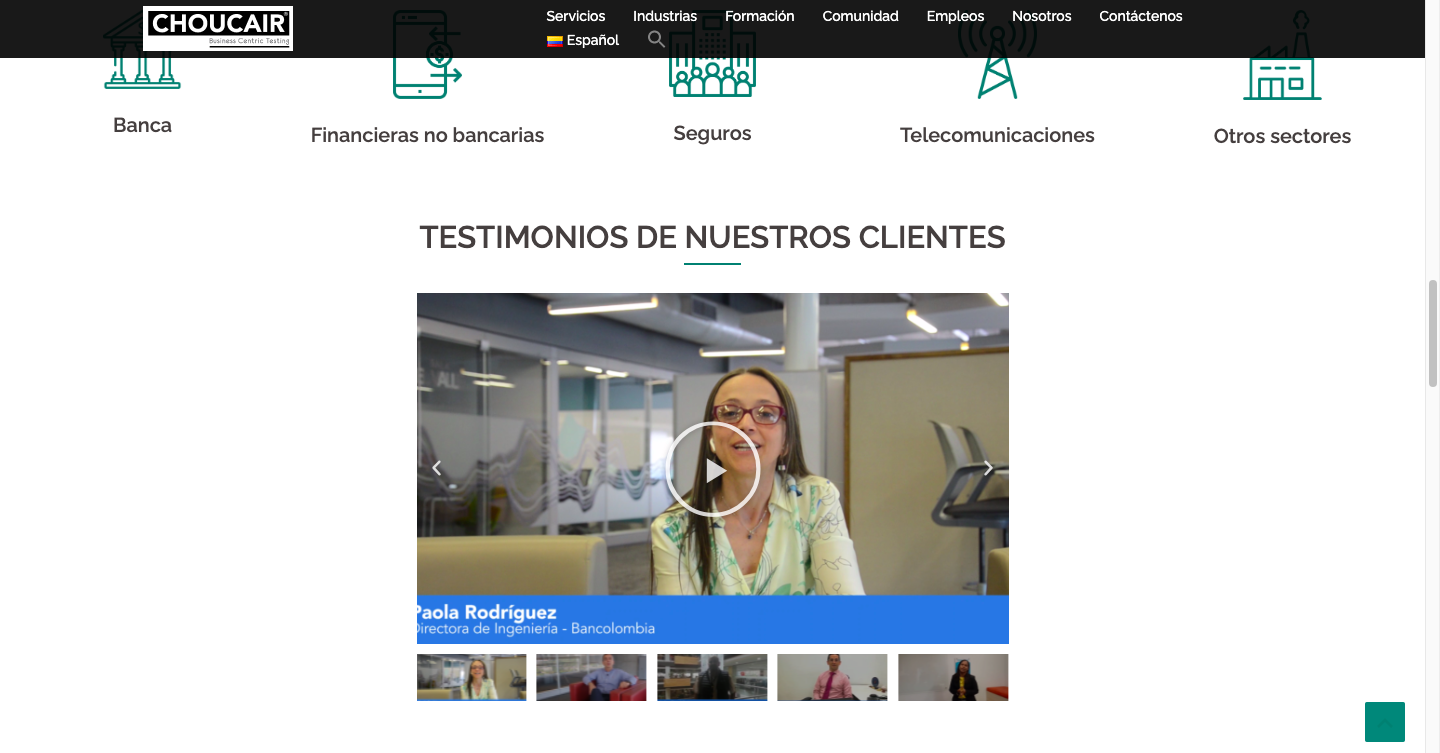 CHOUCAIR
Business Centric Testing
Servicios Industrias Formación Comunidad Empleos Nosotros Contáctenos
Español
Banca
Financieras no bancarias
Seguros
Telecomunicaciones
Otros sectores
TESTIMONIOS DE NUESTROS CLIENTES
ALL
Paola Rodríguez
Directora de Ingeniería - Bancolombia